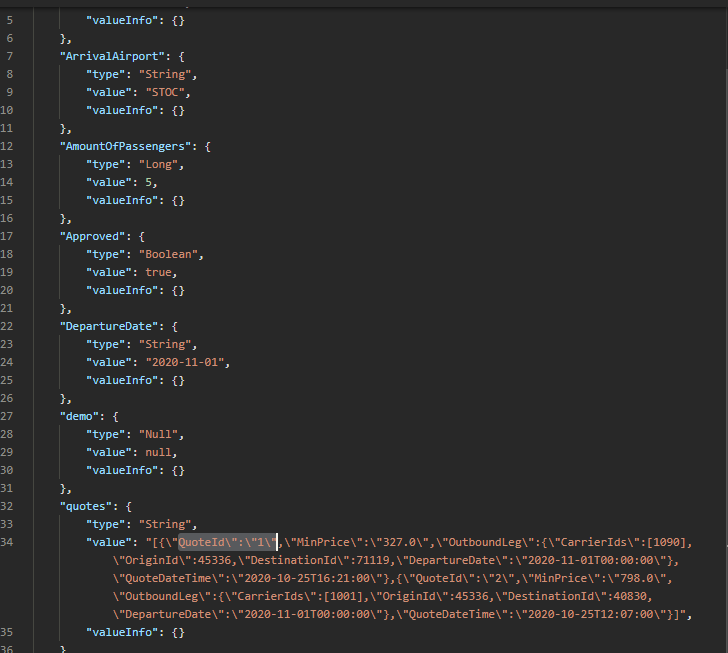 5 "valueInfo": {}
6 },
7 "ArrivalAirport": {
8 "type": "String",
9 "value": "STOC",
10 "valueInfo": {}
11 },
12 "AmountOfPassengers": {
13 "type": "Long",
14 "value": 5,
15 "valueInfo": {}
16 },
17 "Approved": {
18 "type": "Boolean",
19 "value": true,
20 "valueInfo": {}
21 },
22 "DepartureDate": {
23 "type": "String",
24 "value": "2020-11-01",
25 "valueInfo": {}
26 },
27 "demo": {
28 "type": "Null",
29 "value": null,
30 "valueInfo": {}
31 },
32 "quotes": {
33 "type": "String",
34 "value": "[{\"QuoteId\":\"1\",\"MinPrice\":\"327.0\",\"OutboundLeg\":{\"CarrierIds\":[1090],
\"OriginId\":45336,\"DestinationId\":71119,\"DepartureDate\":\"2020-11-01T00:00:00\"},
\"QuoteDateTime\":\"2020-10-25T16:21:00\"},{\"QuoteId\":\"2\",\"MinPrice\":\"798.0\",
\"OutboundLeg\":{\"CarrierIds\":[1001],\"OriginId\":45336,\"DestinationId\":40830,
\"DepartureDate\":\"2020-11-01T00:00:00\"},\"QuoteDateTime\":\"2020-10-25T12:07:00\"}]",
35 "valueInfo": {}
36 }